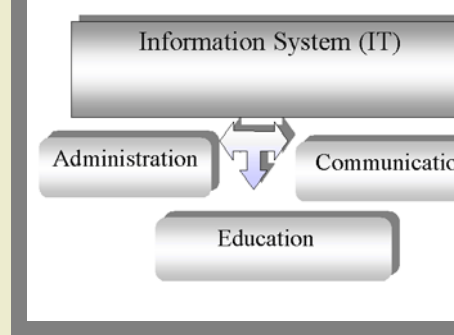 Information System (IT)
Administration
Communicatio
Education